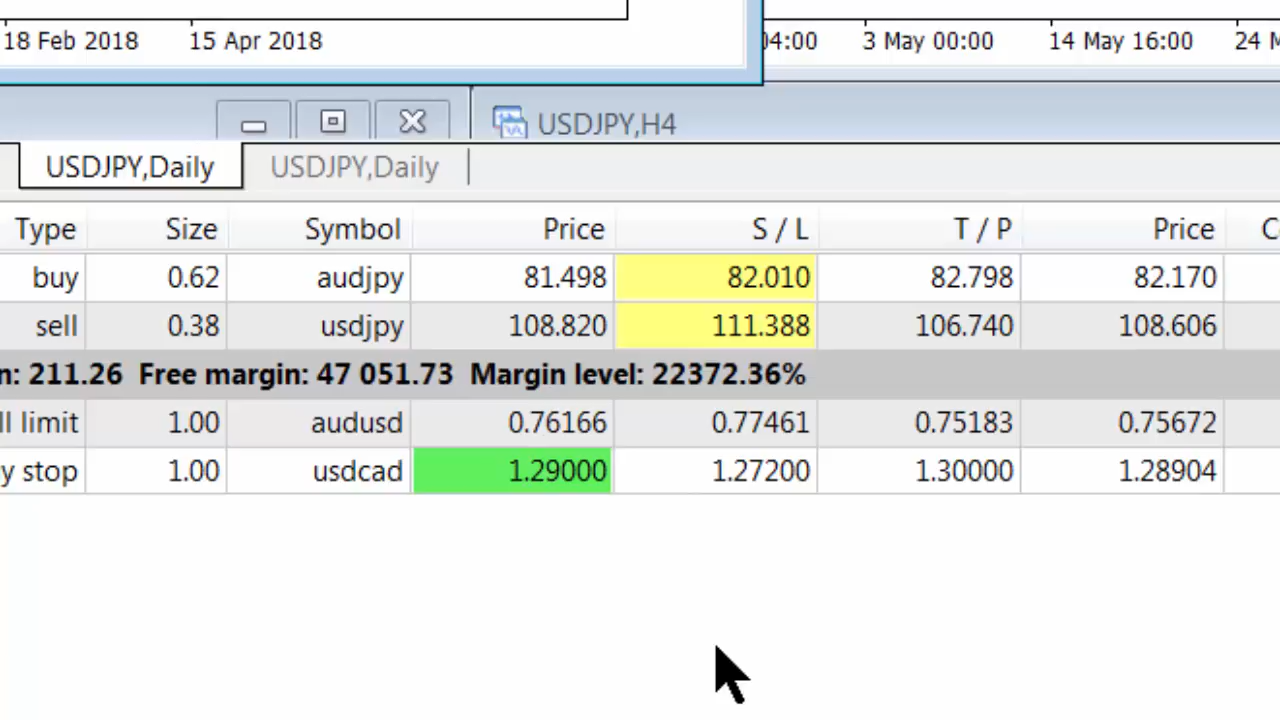 18 Feb 2018 15 Apr 2018 04:00 3 May 00:00 14 May 16:00 24 M
USDJPY,H4
USDJPY,Daily USDJPY,Daily
Type Size Symbol Price S / L T / P Price C
buy 0.62 audjpy 81.498 82.010 82.798 82.170
sell 0.38 usdjpy 108.820 111.388 106.740 108.606
n: 211.26 Free margin: 47 051.73 Margin level: 22372.36%
ll limit 1.00 audusd 0.76166 0.77461 0.75183 0.75672
y stop 1.00 usdcad 1.29000 1.27200 1.30000 1.28904